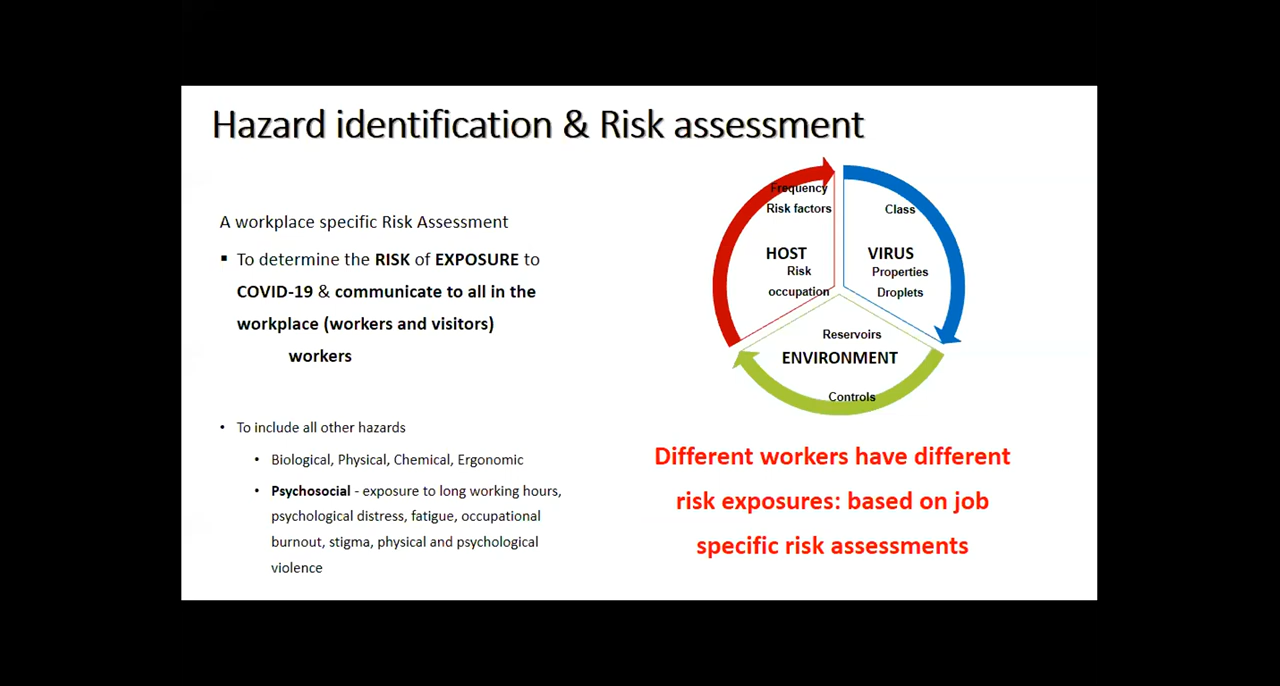 Hazard identification & Risk assessment
A workplace specific Risk Assessment
▪ To determine the RISK of EXPOSURE to
COVID-19 & communicate to all in the
workplace (workers and visitors)
workers
• To include all other hazards
• Biological, Physical, Chemical, Ergonomic
• Psychosocial - exposure to long working hours,
psychological distress, fatigue, occupational
burnout, stigma, physical and psychological
violence
Frequency
Risk factors
HOST
Risk
occupation
Class
VIRUS
Properties
Droplets
Reservoirs
ENVIRONMENT
Controls
Different workers have different
risk exposures: based on job
specific risk assessments